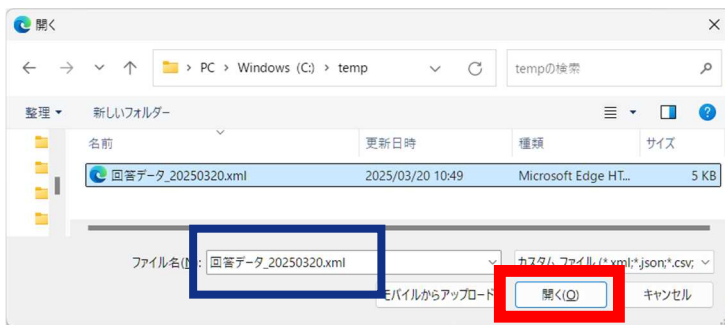 開く
PC > Windows (C:) > temp
tempの検索
整理 新しいフォルダー
名前 更新日時 種類 サイズ
回答データ_20250320.xml 2025/03/20 10:49 Microsoft Edge HT... 5 KB
ファイル名(N): 回答データ_20250320.xml カスタム ファイル (*.xml;*.json;*.csv;
モバイルからアップロード 開く(O) キャンセル